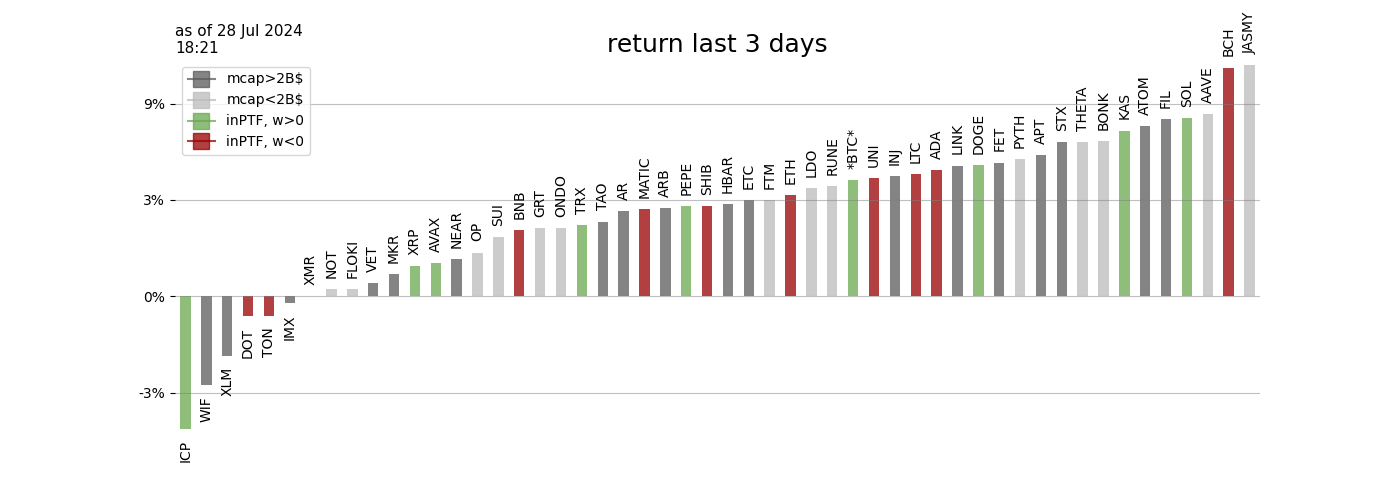 as of 28 Jul 2024
18:21
return last 3 days
mcap>2B$
mcap<2B$
inPTF, w>0
inPTF, w<0
9%
3%
0%
-3%
ICP
WIF
XLM
DOT
TON
IMX
XMR
NOT
FLOKI
VET
MKR
XRP
AVAX
NEAR
OP
SUI
BNB
GRT
ONDO
TRX
TAO
AR
MATIC
ARB
PEPE
SHIB
HBAR
ETC
FTM
ETH
LDO
RUNE
*BTC*
UNI
INJ
LTC
ADA
LINK
DOGE
FET
PYTH
APT
STX
THETA
BONK
KAS
ATOM
FIL
SOL
AAVE
BCH
JASMY